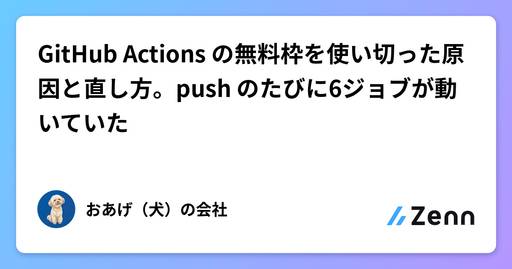 GitHub Actions の無料枠を使い切った原
因と直し方。push のたびに6ジョブが動
いていた
おあげ（犬）の会社
Zenn